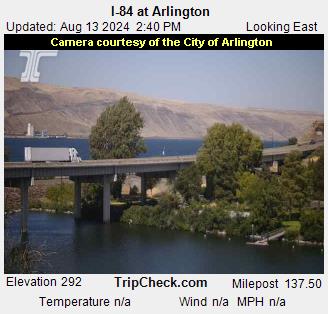 I-84 at Arlington
Updated: Aug 13 2024 2:40 PM Looking East
Camera courtesy of the City of Arlington
Elevation 292 TripCheck.com Milepost 137.50
Temperature n/a Wind n/a MPH n/a